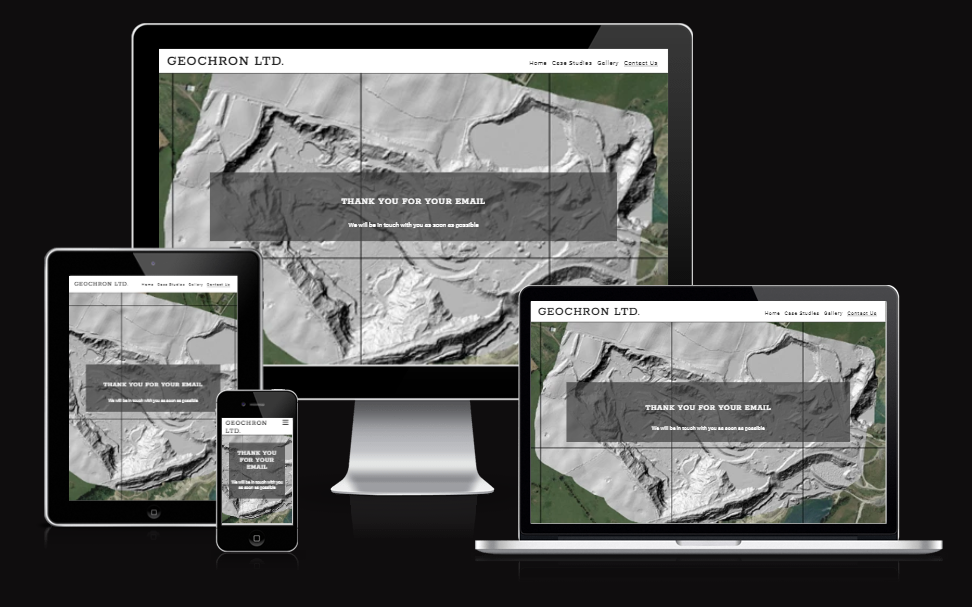 GEOCHRON LTD.
Home Case Studies Gallery Contact Us
THANK YOU FOR YOUR EMAIL
We will be in touch with you as soon as possible
GEOCHRON LTD.
Home Case Studies Gallery Contact Us
THANK YOU FOR YOUR EMAIL
We will be in touch with you as soon as possible
GEOCHRON
LTD.
THANK YOU
FOR YOUR
EMAIL
We will be in touch with you
as soon as possible
GEOCHRON LTD.
Home Case Studies Gallery Contact Us
THANK YOU FOR YOUR EMAIL
We will be in touch with you as soon as possible